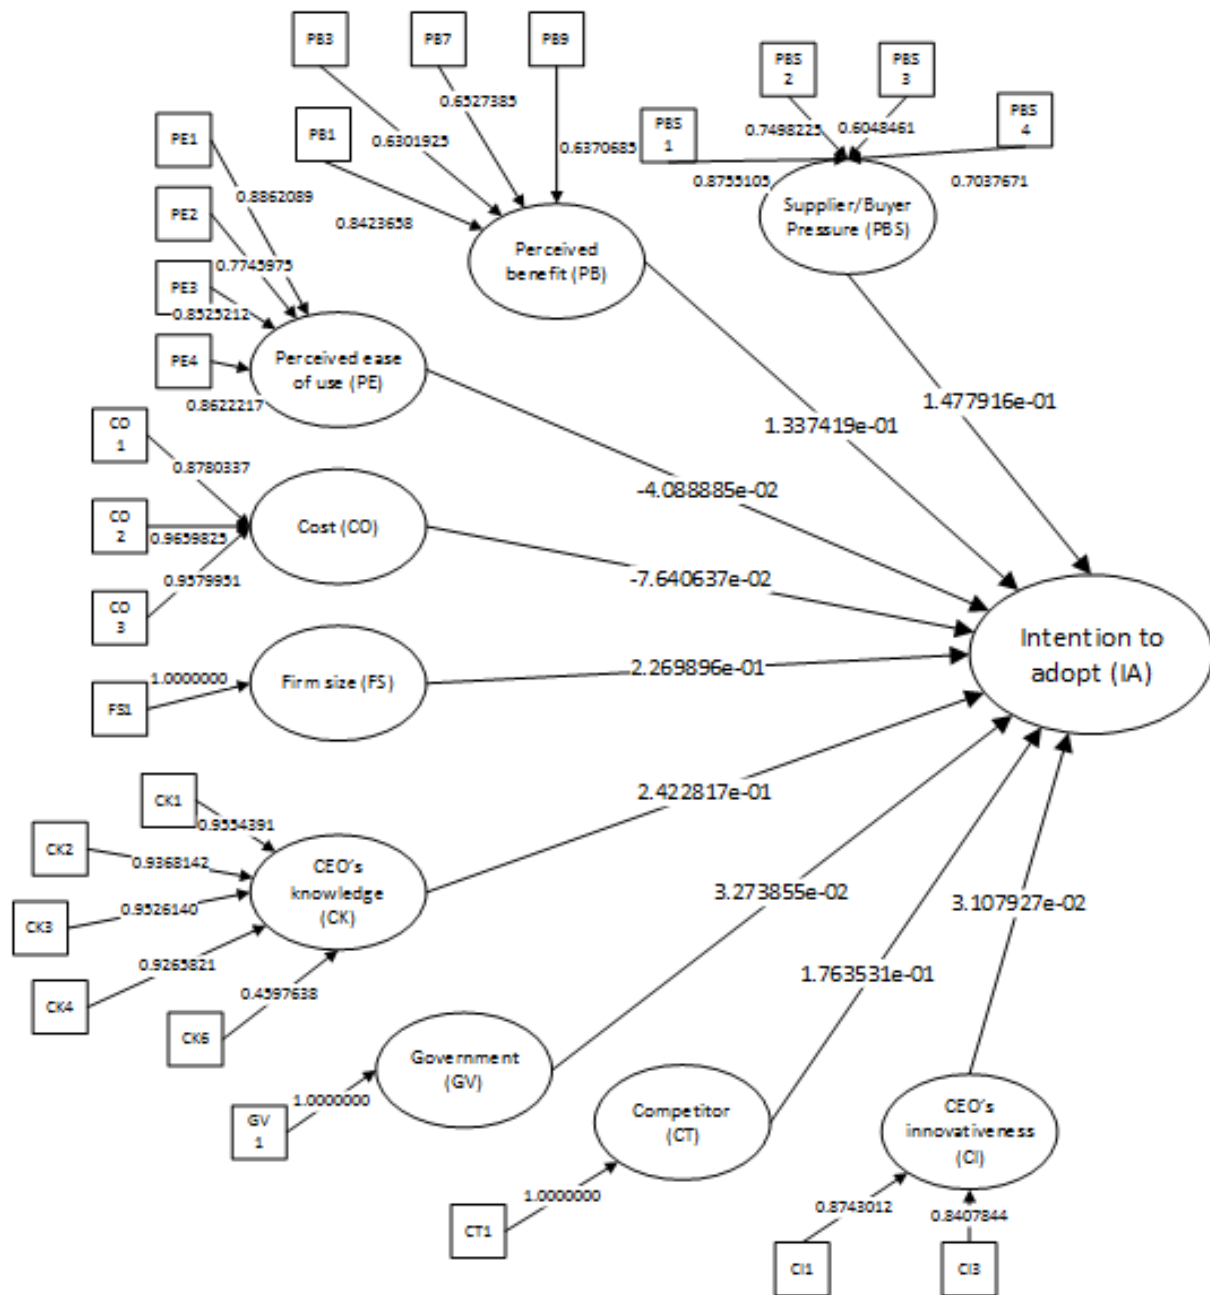 PB3
PB7
PB9
PBS
2
PBS
3
PE1
PB1
PBS
1
PBS
4
0.6527385
0.6301925
0.6370685
0.7498225
0.6048461
0.8755105
0.7037671
0.8862089
0.8423658
PE2
Supplier/Buyer
Pressure (PBS)
Perceived
benefit (PB)
0.7745975
PE3
0.8525212
PE4
Perceived ease
of use (PE)
0.8622217
1.477916e-01
1.337419e-01
-4.088885e-02
CO
1
0.8780337
CO
2
0.9659825
Cost (CO)
0.9579951
CO
3
-7.640637e-02
Intention to
adopt (IA)
1.0000000
FS1
Firm size (FS)
2.269896e-01
CK1
0.9554391
CK2
0.9368142
CEO's
knowledge
(CK)
2.422817e-01
CK3
0.9526140
CK4
0.9265821
0.4597638
CK6
3.273855e-02
3.107927e-02
1.763531e-01
Government
(GV)
1.0000000
GV
1
Competitor
(CT)
CEO's
innovativeness
(CI)
1.0000000
CT1
0.8743012
0.8407844
CI1
CI3